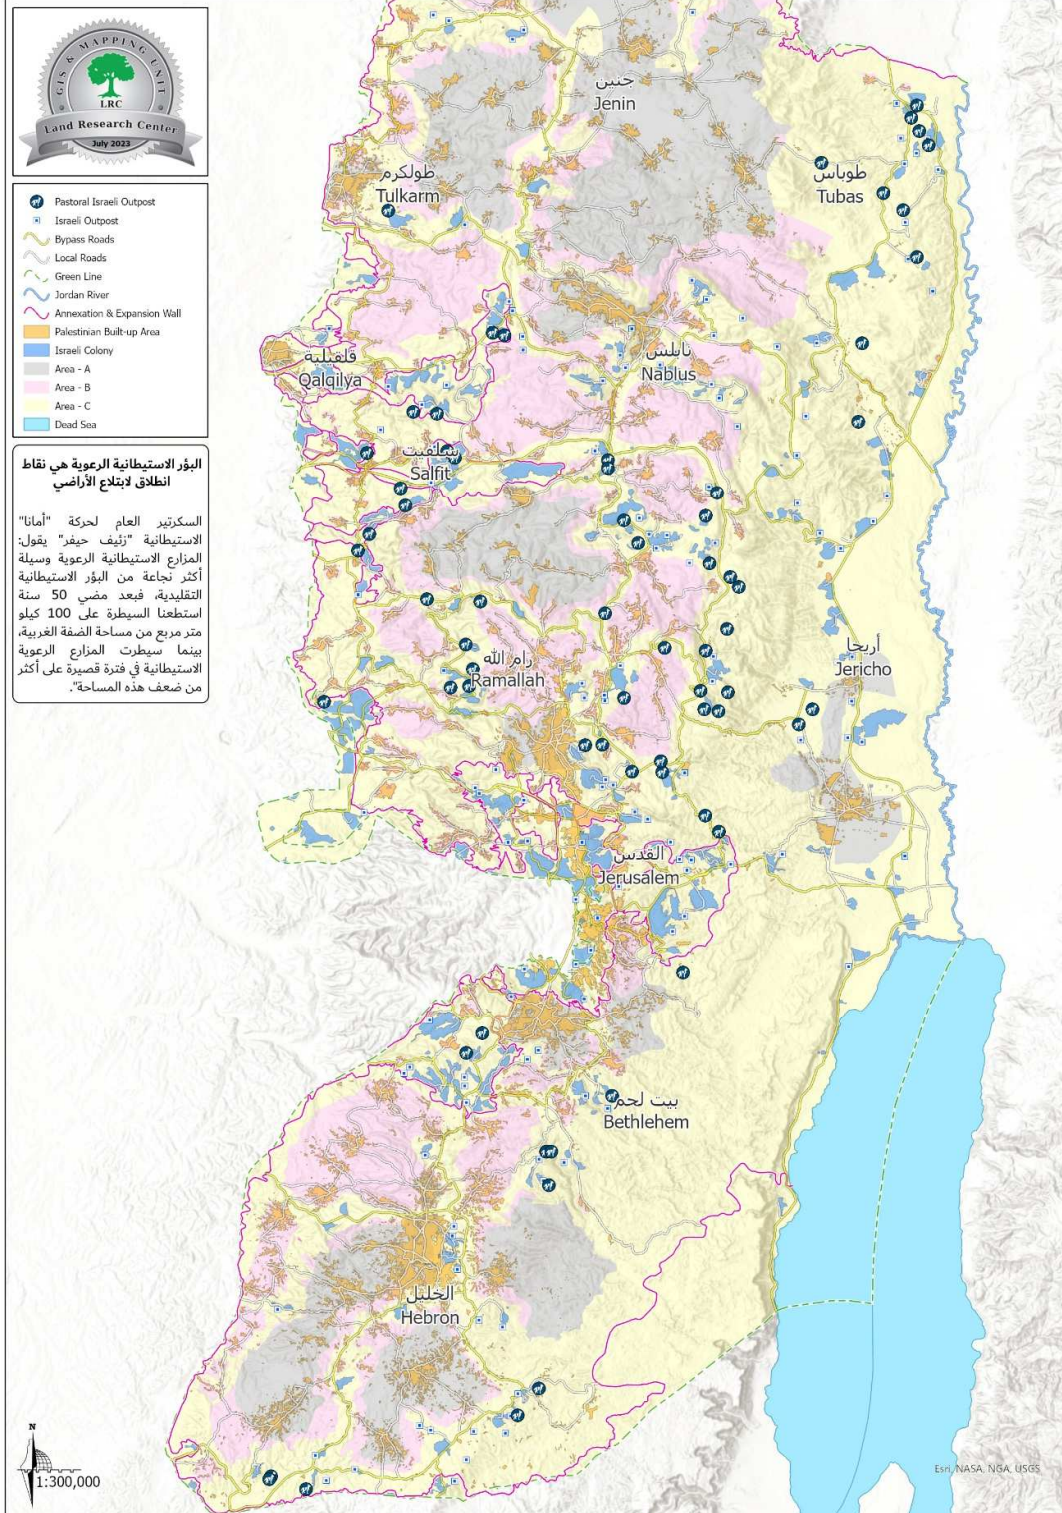 GIS & MAPPING UNIT
LRC
Land Research Center
July 2023
Pastoral Israeli Outpost
Israeli Outpost
Bypass Roads
Local Roads
Green Line
Jordan River
Annexation & Expansion Wall
Palestinian Built-up Area
Israeli Colony
Area - A
Area - B
Area - C
Dead Sea
البؤر الاستيطانية الرعوية هي نقاط
انطلاق لابتلاع الأراضي
السكرتير العام لحركة "أمانا"
الاستيطانية "زئيف حيفر" يقول:
المزارع الاستيطانية الرعوية وسيلة
أكثر نجاعة من البؤر الاستيطانية
التقليدية، فبعد مضي 50 سنة
استطعنا السيطرة على 100 كيلو
متر مربع من مساحة الضفة الغربية،
بينما سيطرت المزارع الرعوية
الاستيطانية في فترة قصيرة على أكثر
من ضعف هذه المساحة".
جنين
Jenin
طولكرم
Tulkarm
طوباس
Tubas
قلقيلية
Qalqilya
نابلس
Nablus
سلفيت
Salfit
رام الله
Ramallah
أريحا
Jericho
القدس
Jerusalem
بيت لحم
Bethlehem
الخليل
Hebron
N
1:300,000
Esri, NASA, NGA, USGS